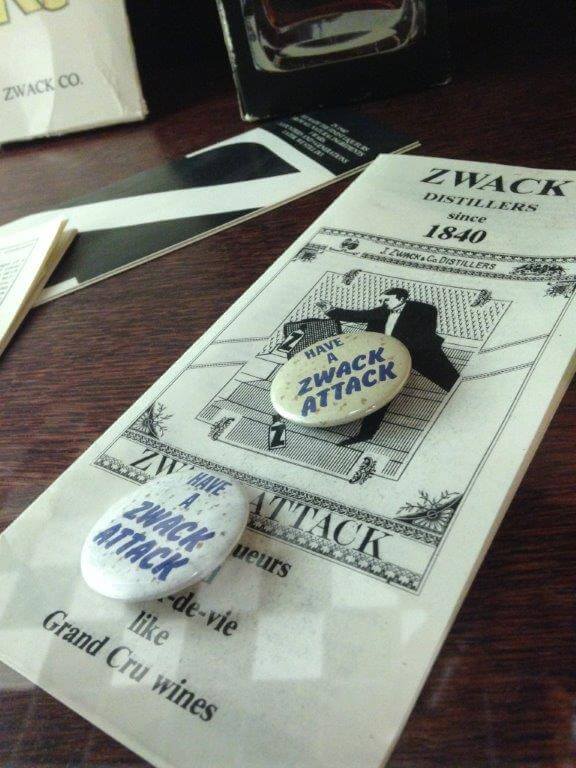 ZWACK CO.
ZWACK
DISTILLERS
since
1840
J. ZWACK & CO. DISTILLERS
Z
HAVE
A
ZWACK
ATTACK
Z
ATTACK
HAVE
A
ZWACK
ATTACK
-de-vie
like
Grand Cru wines